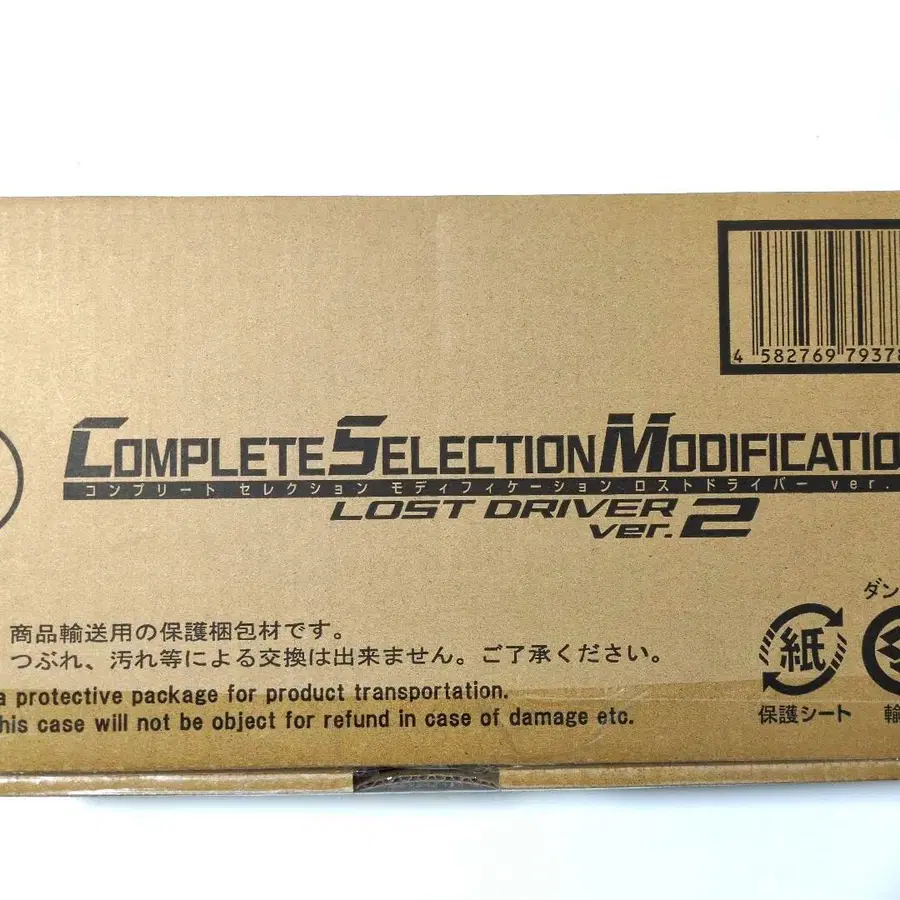 4 582769 79378
COMPLETE SELECTION MODIFICATIO
コンプリート セレクション モディフィケーション ロストドライバー ver.
LOST DRIVER
ver.2
商品輸送用の保護梱包材です。
つぶれ、汚れ等による交換は出来ません。ご了承ください。
a protective package for product transportation.
his case will not be object for refund in case of damage etc.
ダン
紙
保護シート
輸